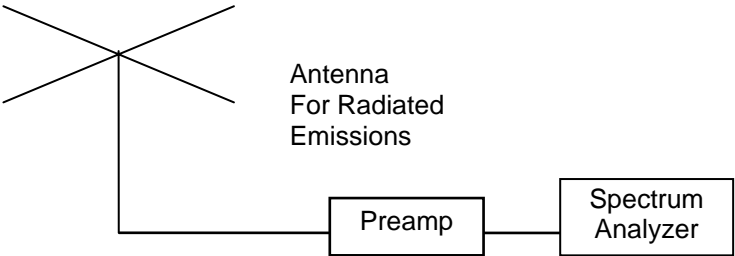 Antenna
For Radiated
Emissions
Preamp
Spectrum
Analyzer